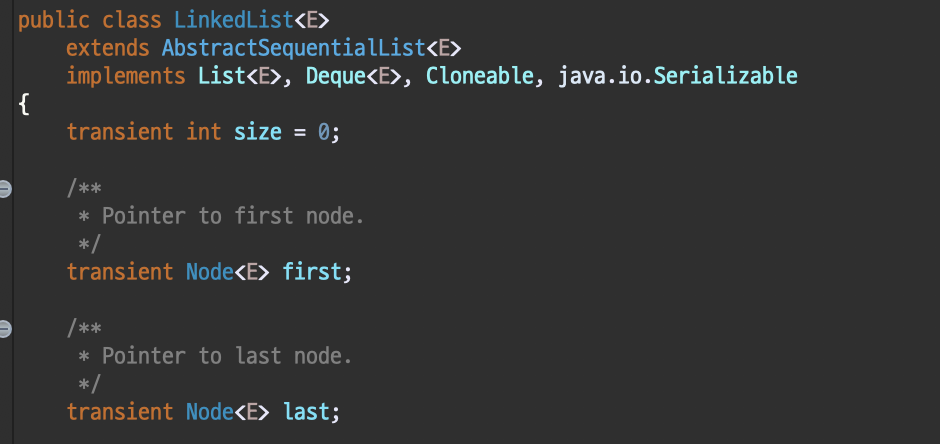 public class LinkedList<E>
    extends AbstractSequentialList<E>
    implements List<E>, Deque<E>, Cloneable, java.io.Serializable
{
    transient int size = 0;
    /**
     * Pointer to first node.
     */
    transient Node<E> first;
    /**
     * Pointer to last node.
     */
    transient Node<E> last;